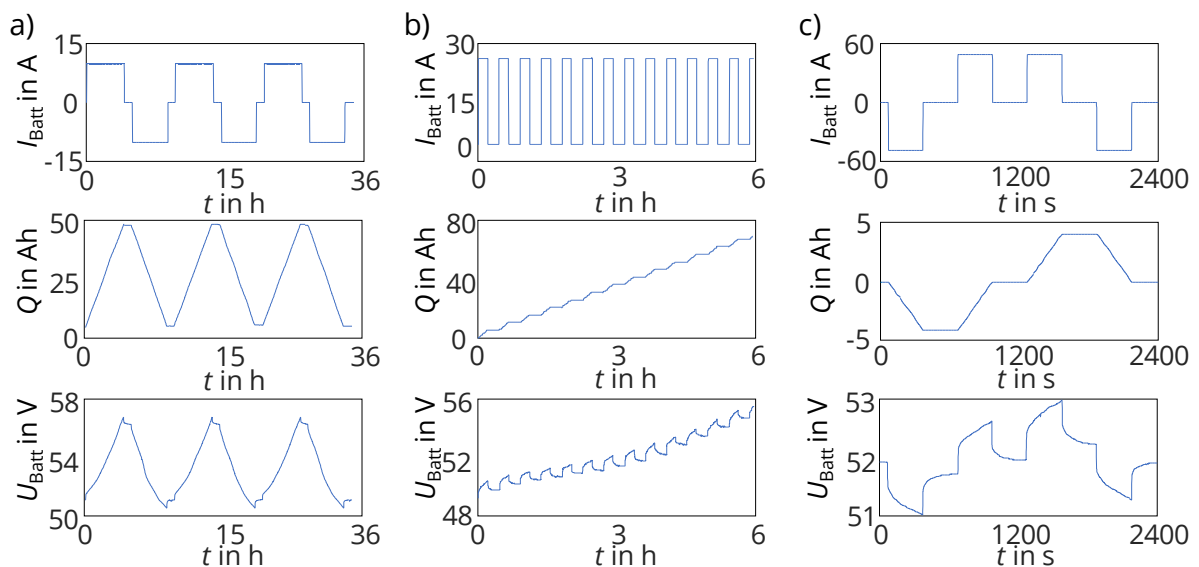 a)
I_Batt in A
15
0
-15
0 15 36
t in h
Q in Ah
50
25
0
0 15 36
t in h
U_Batt in V
58
54
50
0 15 36
t in h
b)
I_Batt in A
30
15
0
0 3 6
t in h
Q in Ah
80
40
0
0 3 6
t in h
U_Batt in V
56
52
48
0 3 6
t in h
c)
I_Batt in A
60
0
-60
0 1200 2400
t in s
Q in Ah
5
0
-5
0 1200 2400
t in s
U_Batt in V
53
52
51
0 1200 2400
t in s